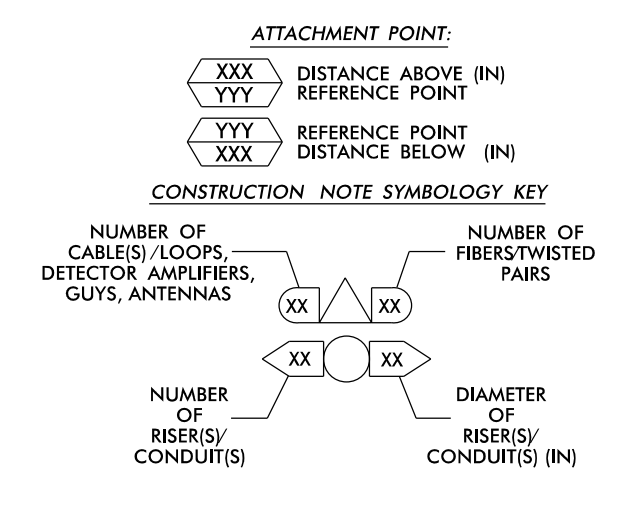 ATTACHMENT POINT:
XXX DISTANCE ABOVE (IN)
YYY REFERENCE POINT
YYY REFERENCE POINT
XXX DISTANCE BELOW (IN)
CONSTRUCTION NOTE SYMBOLOGY KEY
NUMBER OF
CABLE(S)/LOOPS,
DETECTOR AMPLIFIERS,
GUYS, ANTENNAS
NUMBER OF
FIBERS/TWISTED
PAIRS
XX XX
XX XX
NUMBER
OF
RISER(S)/
CONDUIT(S)
DIAMETER
OF
RISER(S)/
CONDUIT(S) (IN)